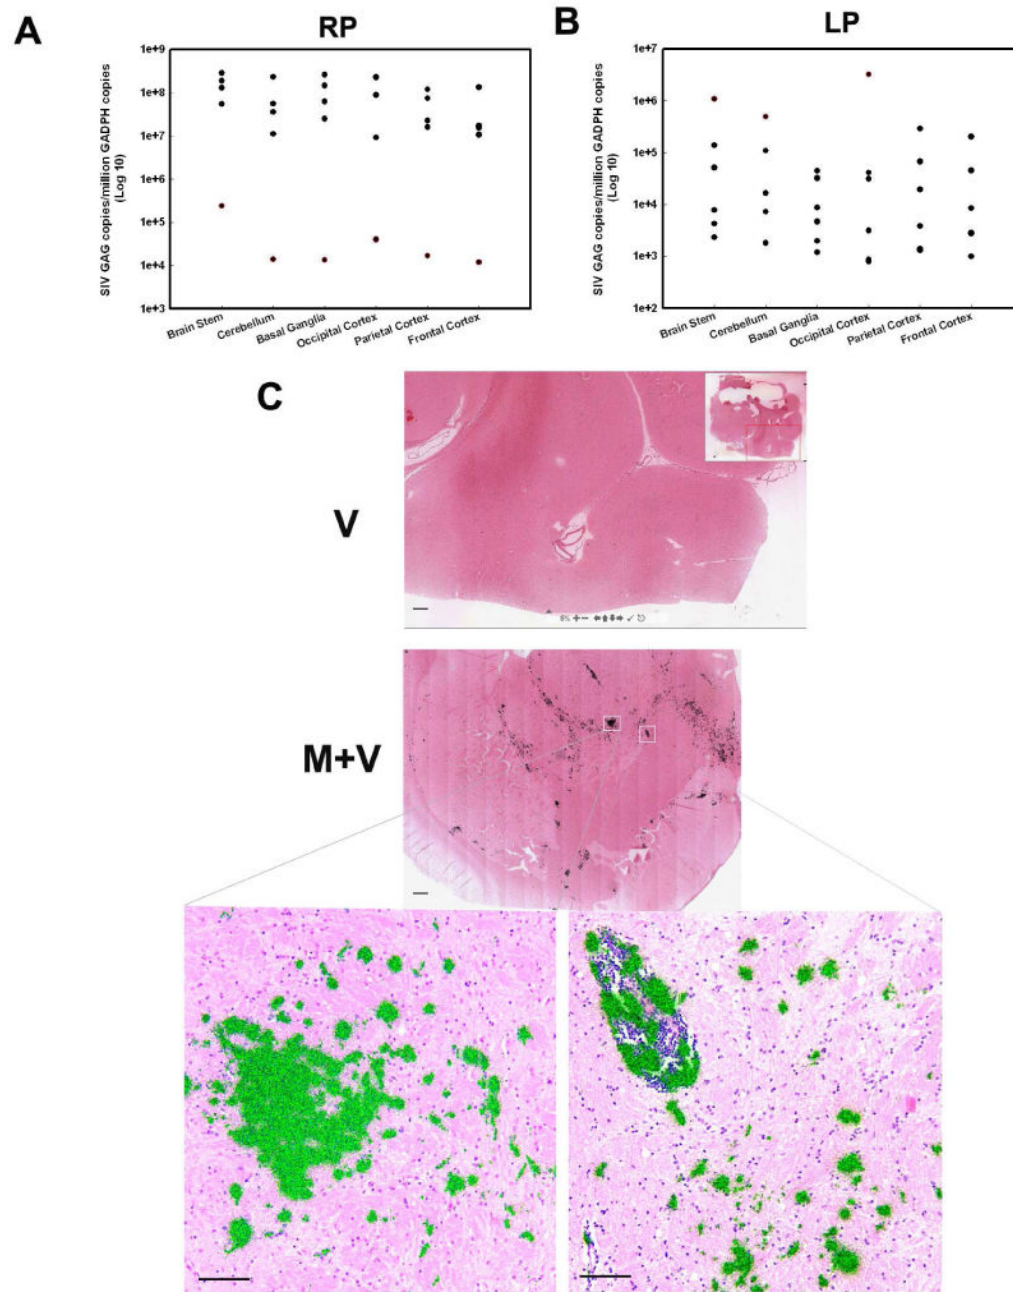 A
RP
SIV GAG copies/million GADPH copies
(Log 10)
1e+9
1e+8
1e+7
1e+6
1e+5
1e+4
1e+3
Brain Stem
Cerebellum
Basal Ganglia
Occipital Cortex
Parietal Cortex
Frontal Cortex
B
LP
SIV GAG copies/million GADPH copies
(Log 10)
1e+7
1e+6
1e+5
1e+4
1e+3
1e+2
Brain Stem
Cerebellum
Basal Ganglia
Occipital Cortex
Parietal Cortex
Frontal Cortex
C
V
M+V